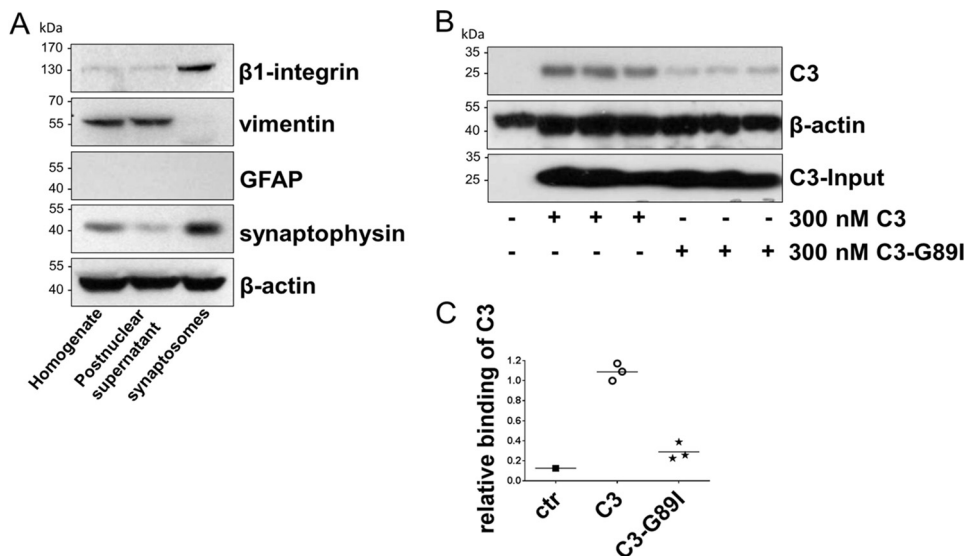 A
kDa
170
130
β1-integrin
70
55
vimentin
55
40
GFAP
55
40
synaptophysin
55
40
β-actin
Homogenate
Postnuclear
supernatant
synaptosomes
B
kDa
35
25
C3
55
40
β-actin
35
25
C3-Input
- + + + - - - 300 nM C3
- - - - + + + 300 nM C3-G89I
C
relative binding of C3
1.2
1.0
0.8
0.6
0.4
0.2
0.0
ctr
C3
C3-G89I